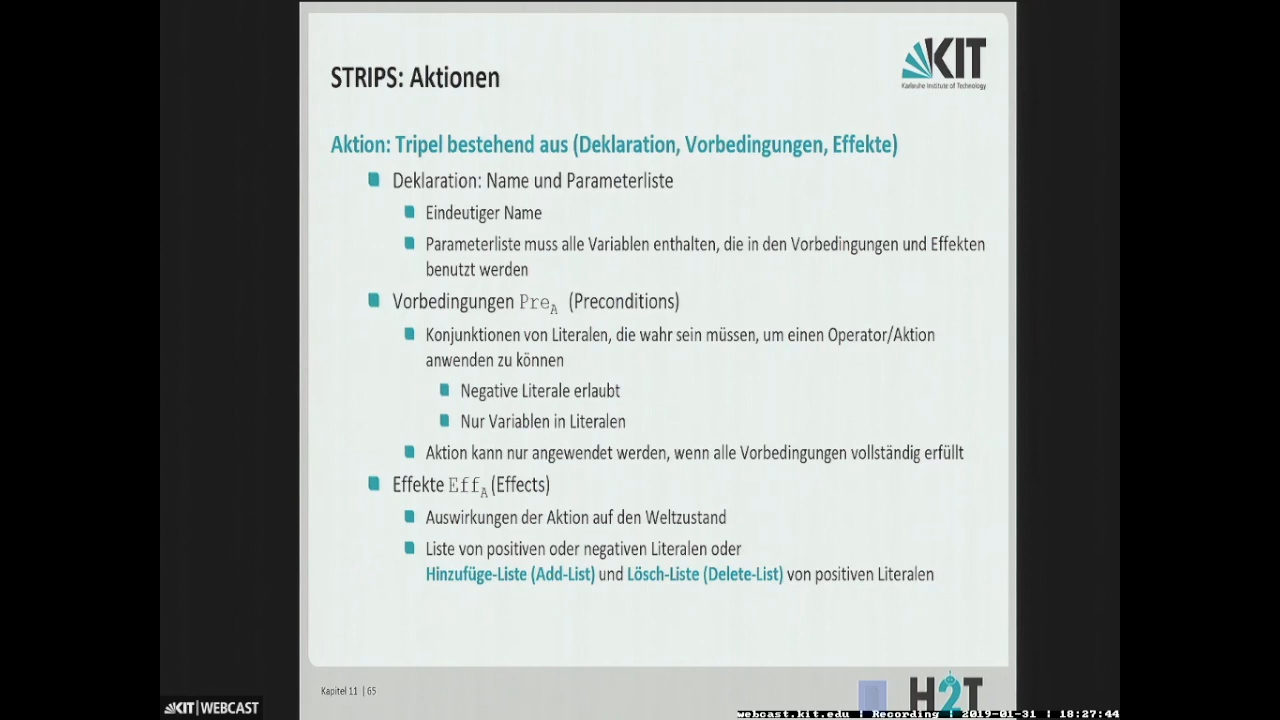 STRIPS: Aktionen
KIT
Karlsruhe Institute of Technology
Aktion: Tripel bestehend aus (Deklaration, Vorbedingungen, Effekte)
Deklaration: Name und Parameterliste
Eindeutiger Name
Parameterliste muss alle Variablen enthalten, die in den Vorbedingungen und Effekten
benutzt werden
Vorbedingungen Pre_A (Preconditions)
Konjunktionen von Literalen, die wahr sein müssen, um einen Operator/Aktion
anwenden zu können
Negative Literale erlaubt
Nur Variablen in Literalen
Aktion kann nur angewendet werden, wenn alle Vorbedingungen vollständig erfüllt
Effekte Eff_A (Effects)
Auswirkungen der Aktion auf den Weltzustand
Liste von positiven oder negativen Literalen oder
Hinzufüge-Liste (Add-List) und Lösch-Liste (Delete-List) von positiven Literalen
Kapitel 11 | 65
H2T
KIT | WEBCAST
webcast.kit.edu | Recording | 2019-01-31 | 18:27:44